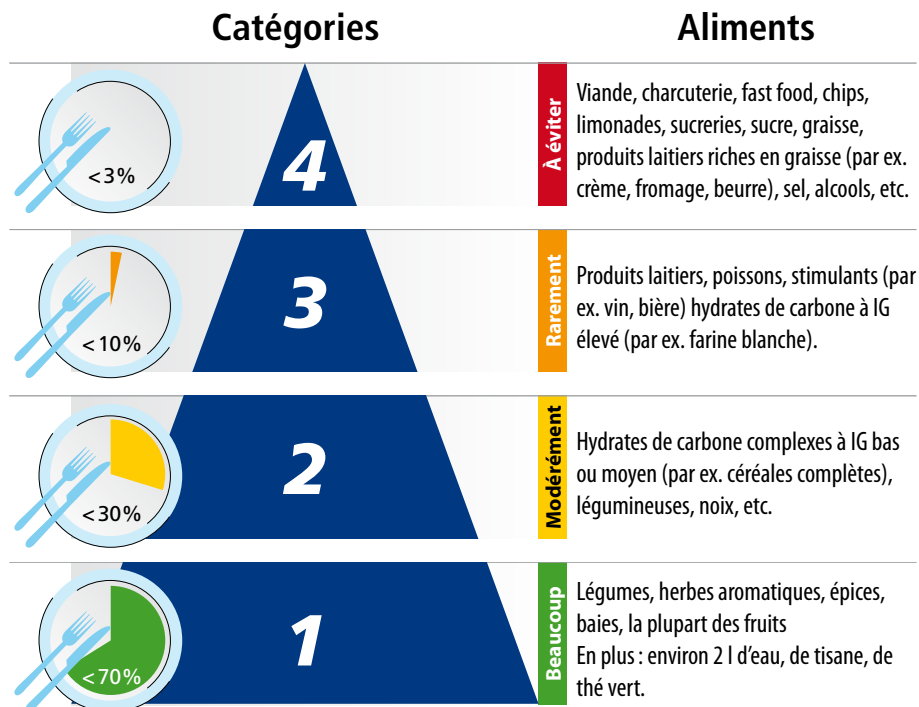 Catégories
Aliments
<3%
4
À éviter
Viande, charcuterie, fast food, chips,
limonades, sucreries, sucre, graisse,
produits laitiers riches en graisse (par ex.
crème, fromage, beurre), sel, alcools, etc.
<10%
3
Rarement
Produits laitiers, poissons, stimulants (par
ex. vin, bière) hydrates de carbone à IG
élevé (par ex. farine blanche).
<30%
2
Modérément
Hydrates de carbone complexes à IG bas
ou moyen (par ex. céréales complètes),
légumineuses, noix, etc.
<70%
1
Beaucoup
Légumes, herbes aromatiques, épices,
baies, la plupart des fruits
En plus : environ 2 l d'eau, de tisane, de
thé vert.